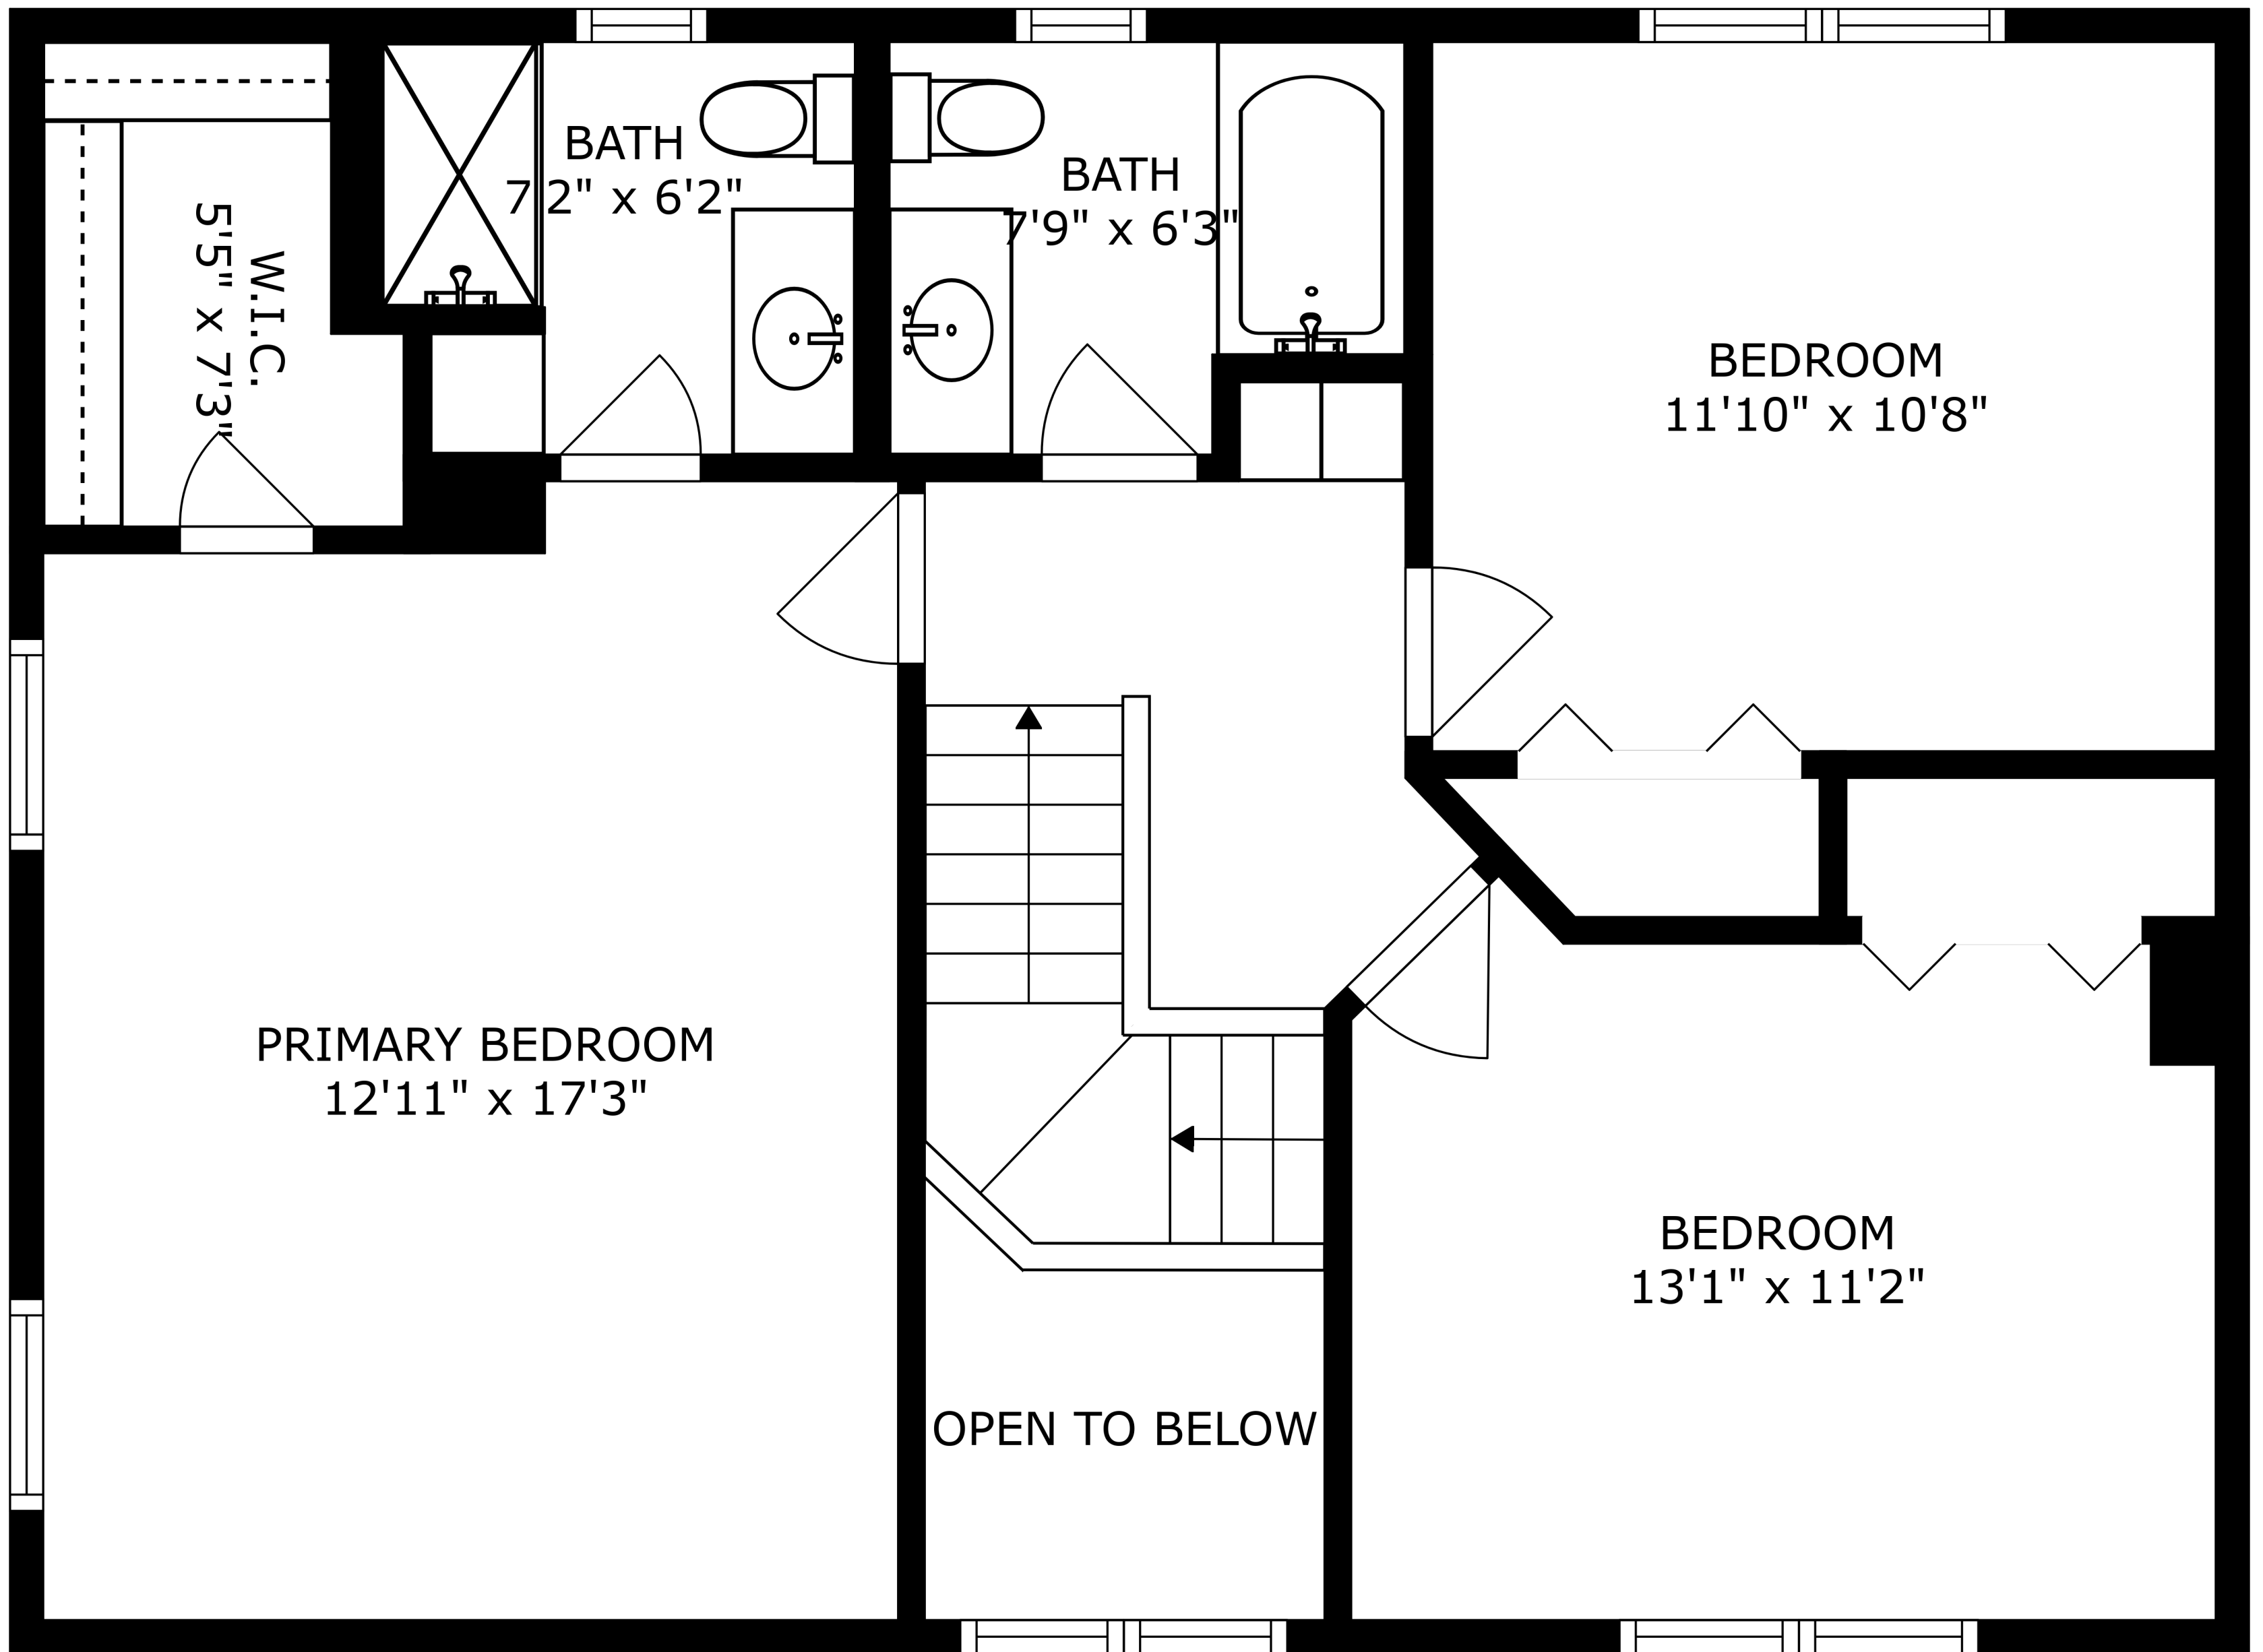 BATH
7'2" x 6'2"
BATH
7'9" x 6'3"
W.I.C.
5'5" x 7'3"
BEDROOM
11'10" x 10'8"
PRIMARY BEDROOM
12'11" x 17'3"
BEDROOM
13'1" x 11'2"
OPEN TO BELOW